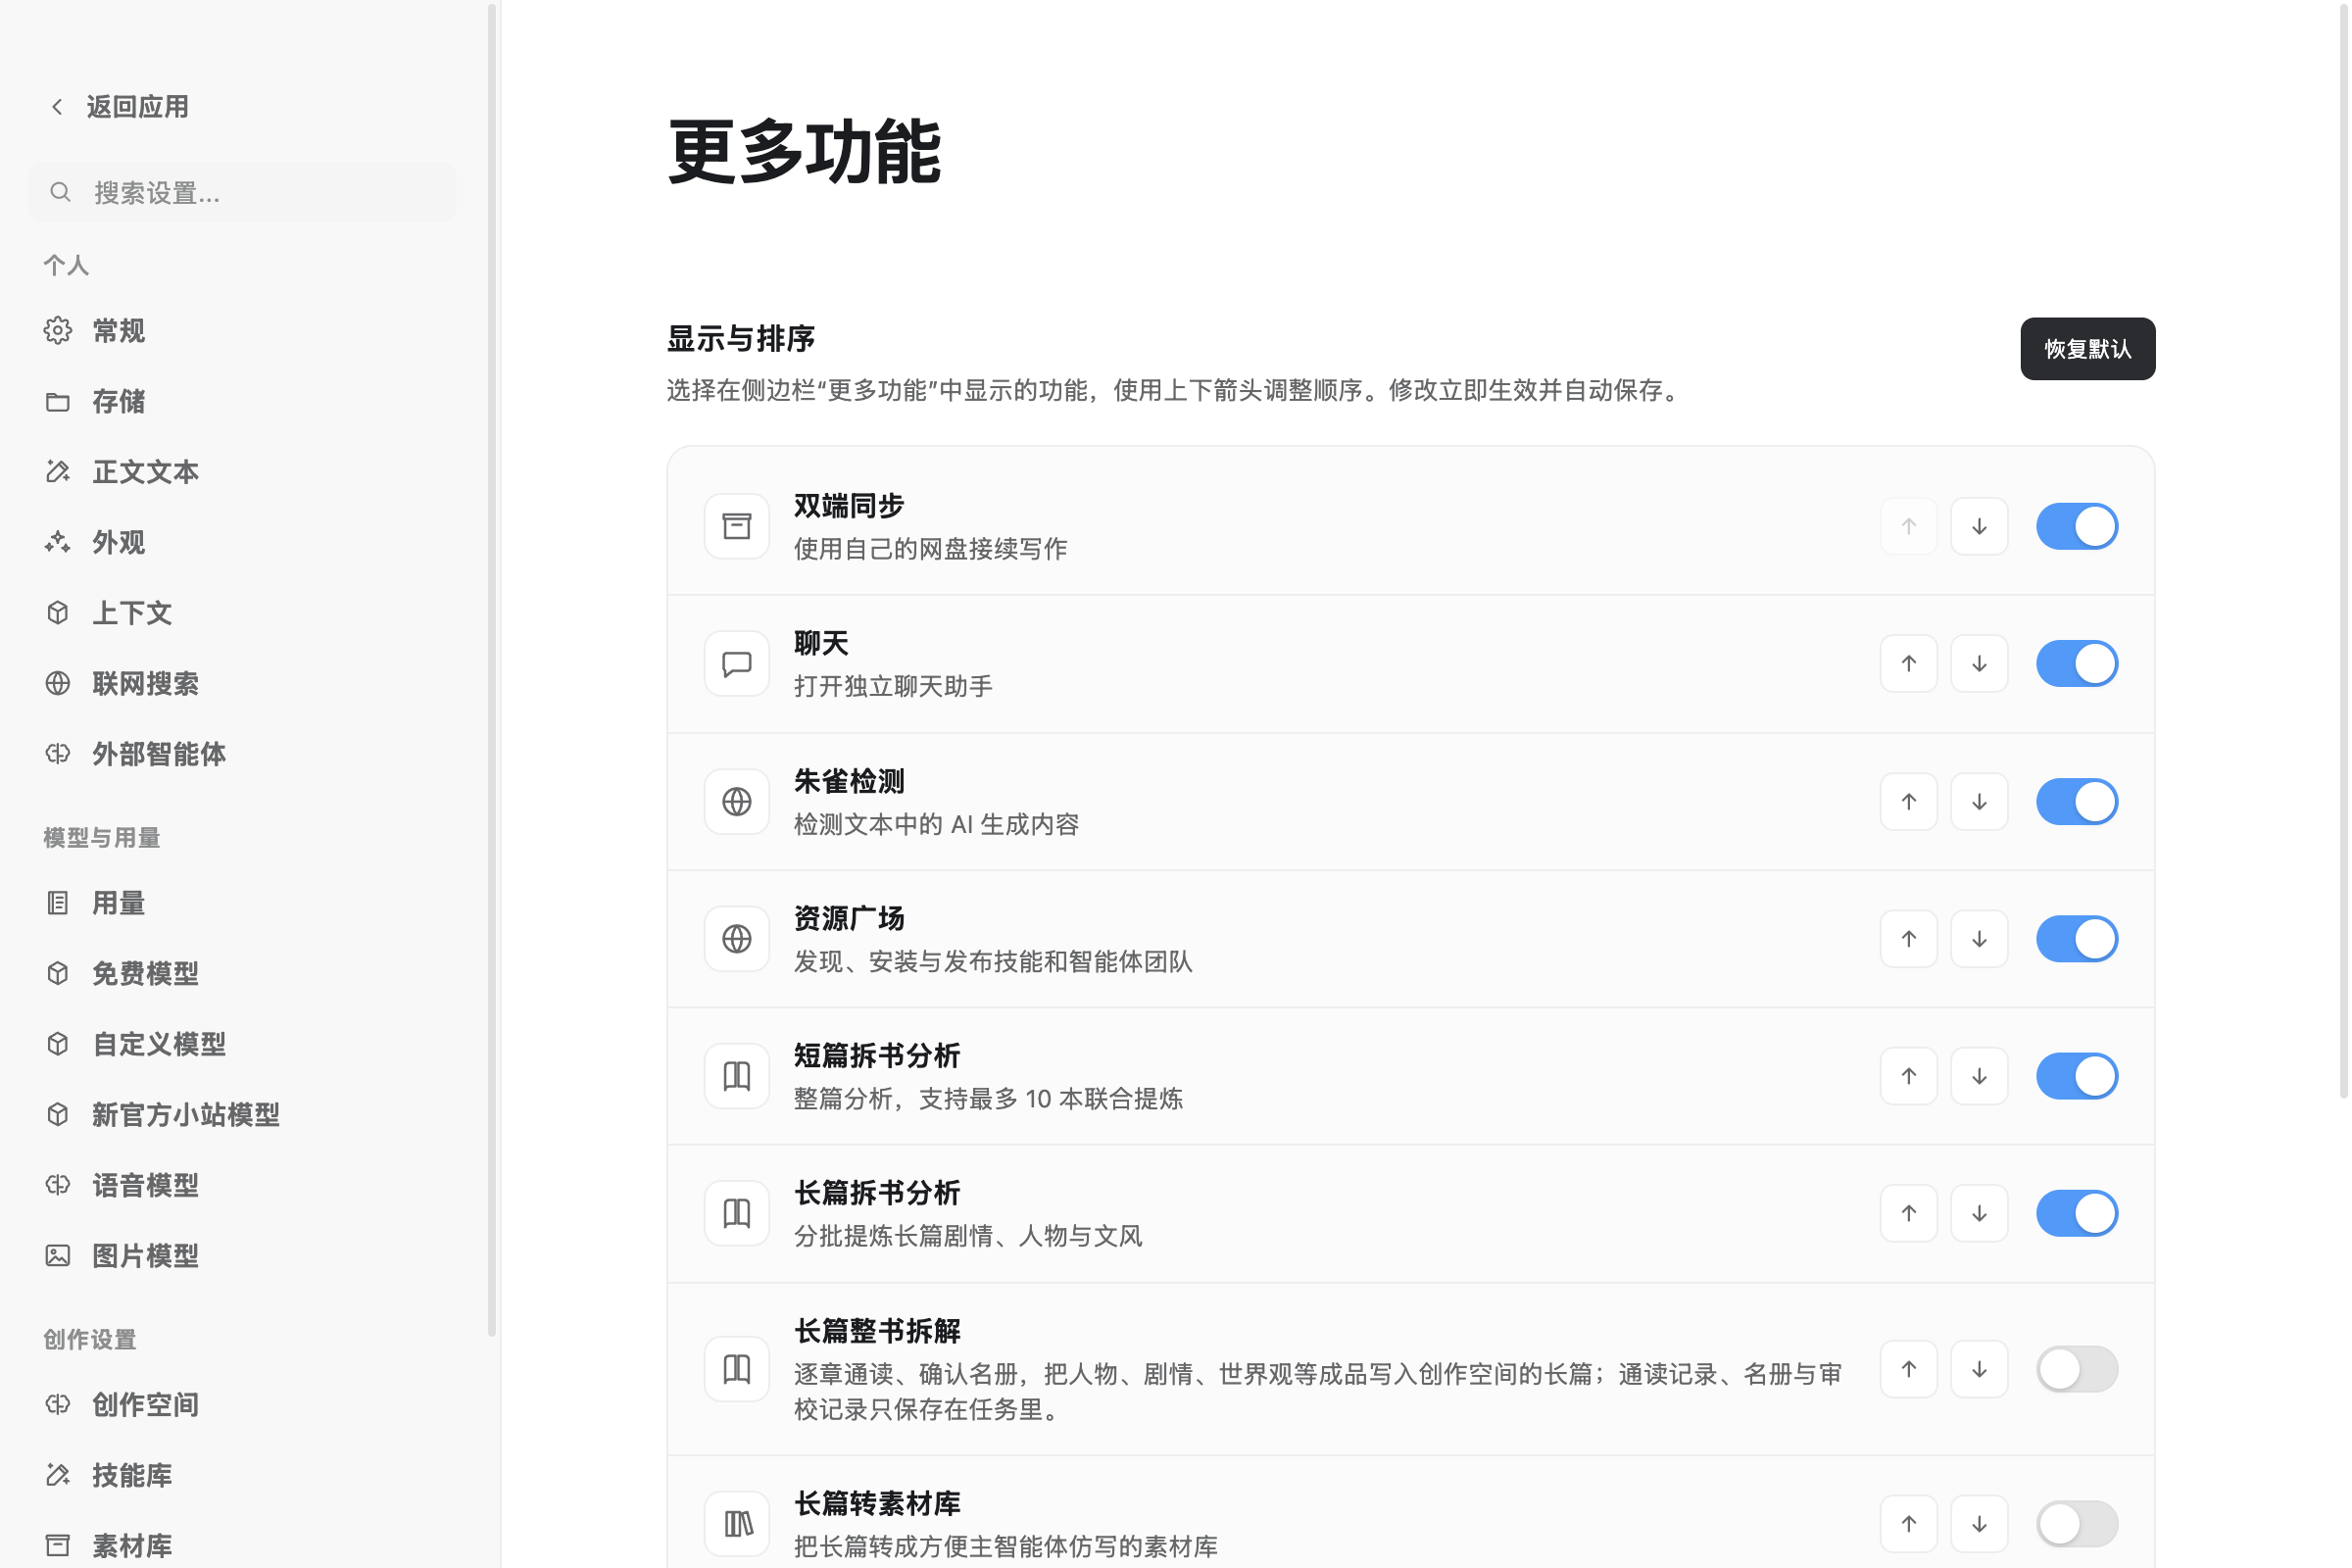 返回应用
搜索设置...
个人
常规
存储
正文文本
外观
上下文
联网搜索
外部智能体
模型与用量
用量
免费模型
自定义模型
新官方小站模型
语音模型
图片模型
创作设置
创作空间
技能库
素材库
更多功能
显示与排序
恢复默认
选择在侧边栏“更多功能”中显示的功能，使用上下箭头调整顺序。修改立即生效并自动保存。
双端同步
使用自己的网盘接续写作
聊天
打开独立聊天助手
朱雀检测
检测文本中的 AI 生成内容
资源广场
发现、安装与发布技能和智能体团队
短篇拆书分析
整篇分析，支持最多 10 本联合提炼
长篇拆书分析
分批提炼长篇剧情、人物与文风
长篇整书拆解
逐章通读、确认名册，把人物、剧情、世界观等成品写入创作空间的长篇；通读记录、名册与审
校记录只保存在任务里。
长篇转素材库
把长篇转成方便主智能体仿写的素材库